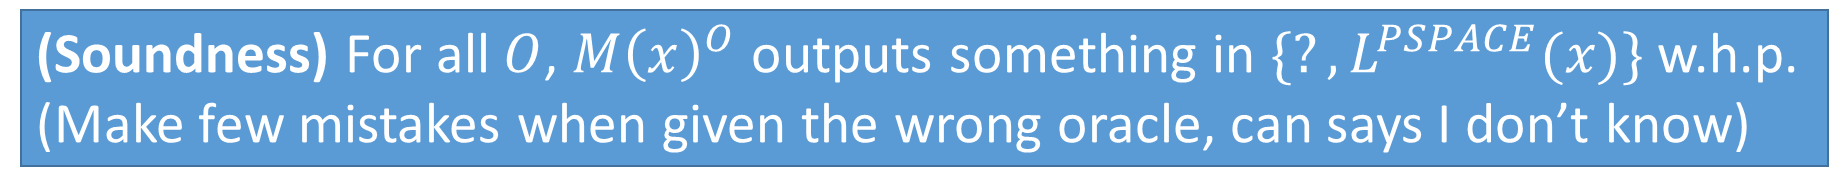 (Soundness) For all O, M(x)^O outputs something in {?, L^{PSPACE}(x)} w.h.p.
(Make few mistakes when given the wrong oracle, can says I don’t know)